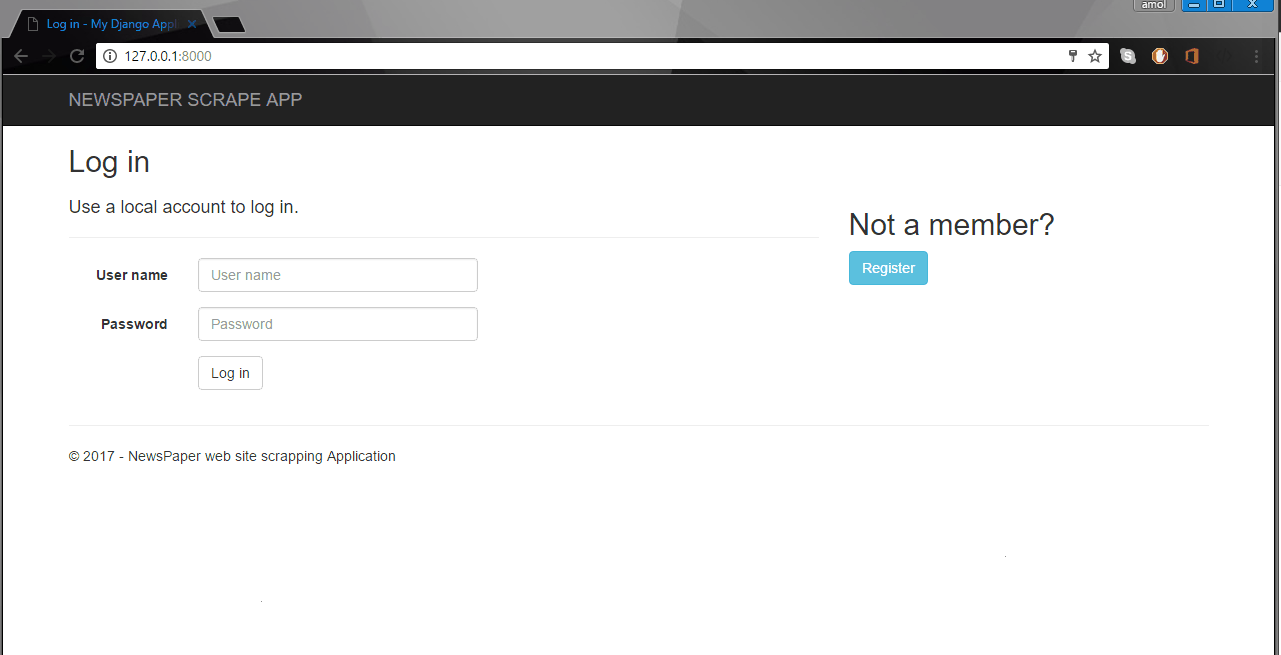 amol
Log in - My Django Appl
127.0.0.1:8000
NEWSPAPER SCRAPE APP
Log in
Use a local account to log in.
Not a member?
Register
User name User name
Password Password
Log in
© 2017 - NewsPaper web site scrapping Application